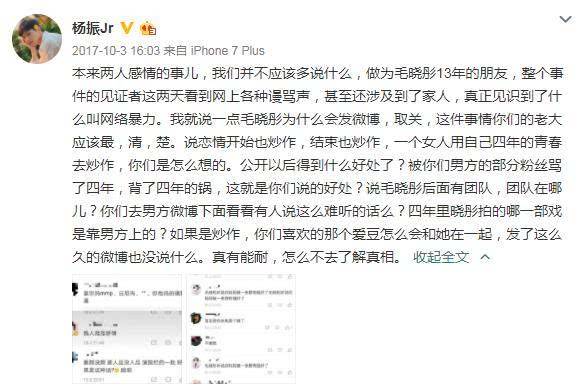 杨振Jr
2017-10-3 16:03 来自 iPhone 7 Plus
本来两人感情的事儿，我们并不应该多说什么，做为毛晓彤13年的朋友，整个事
件的见证者这两天看到网上各种谩骂声，甚至还涉及到了家人，真正见识到了什
么叫网络暴力。我就说一点毛晓彤为什么会发微博，取关，这件事情你们的老大
应该最，清，楚。说恋情开始也炒作，结束也炒作，一个女人用自己四年的青春
去炒作，你们是怎么想的。公开以后得到什么好处了？被你们男方的部分粉丝骂
了四年，背了四年的锅，这就是你们说的好处？说毛晓彤后面有团队，团队在哪
儿？你们去男方微博下面看看有人说这么难听的话么？四年里晓彤拍的哪一部戏
是靠男方上的？如果是炒作，你们喜欢的那个爱豆怎么会和她在一起，发了这么
久的微博也没说什么。真有能耐，怎么不去了解真相。 收起全文